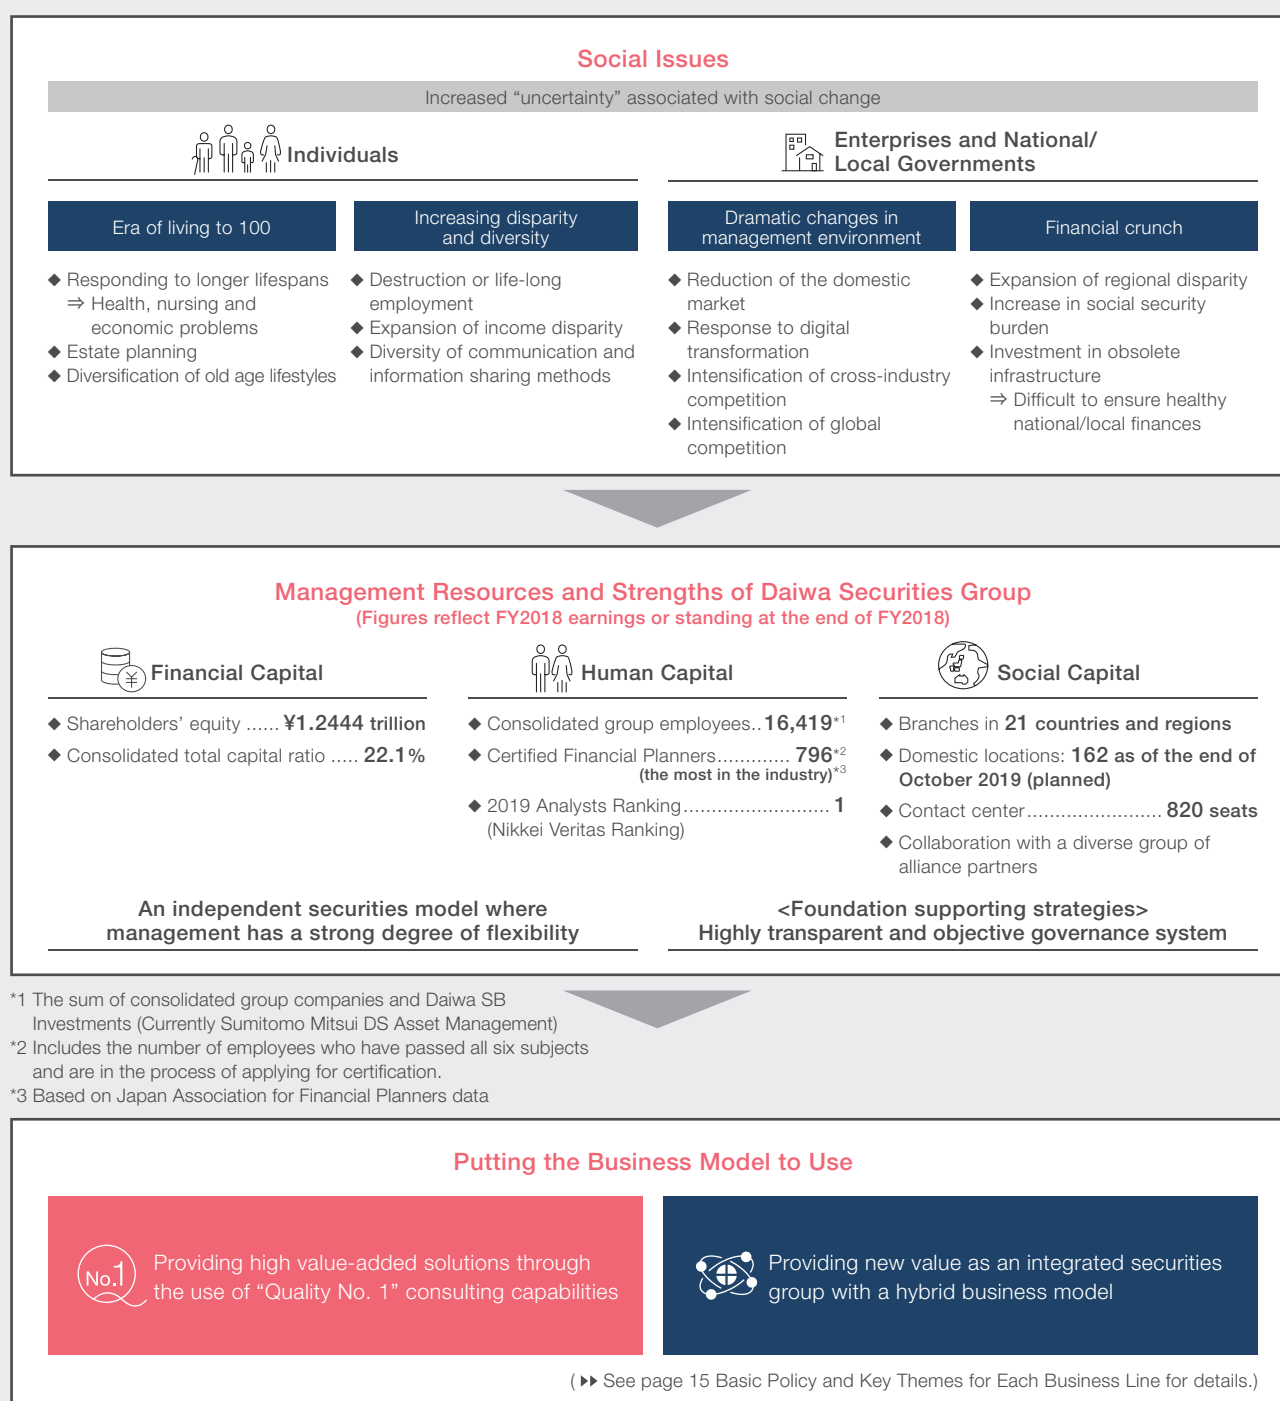 Social Issues
Increased “uncertainty” associated with social change
Individuals
Era of living to 100
◆ Responding to longer lifespans
⇒ Health, nursing and
economic problems
◆ Estate planning
◆ Diversification of old age lifestyles
Increasing disparity
and diversity
◆ Destruction or life-long
employment
◆ Expansion of income disparity
◆ Diversity of communication and
information sharing methods
Enterprises and National/
Local Governments
Dramatic changes in
management environment
◆ Reduction of the domestic
market
◆ Response to digital
transformation
◆ Intensification of cross-industry
competition
◆ Intensification of global
competition
Financial crunch
◆ Expansion of regional disparity
◆ Increase in social security
burden
◆ Investment in obsolete
infrastructure
⇒ Difficult to ensure healthy
national/local finances
Management Resources and Strengths of Daiwa Securities Group
(Figures reflect FY2018 earnings or standing at the end of FY2018)
Financial Capital
◆ Shareholders’ equity ...... ¥1.2444 trillion
◆ Consolidated total capital ratio ..... 22.1%
Human Capital
◆ Consolidated group employees.. 16,419*1
◆ Certified Financial Planners............. 796*2
(the most in the industry)*3
◆ 2019 Analysts Ranking.......................... 1
(Nikkei Veritas Ranking)
Social Capital
◆ Branches in 21 countries and regions
◆ Domestic locations: 162 as of the end of
October 2019 (planned)
◆ Contact center........................ 820 seats
◆ Collaboration with a diverse group of
alliance partners
An independent securities model where
management has a strong degree of flexibility
<Foundation supporting strategies>
Highly transparent and objective governance system
*1 The sum of consolidated group companies and Daiwa SB
Investments (Currently Sumitomo Mitsui DS Asset Management)
*2 Includes the number of employees who have passed all six subjects
and are in the process of applying for certification.
*3 Based on Japan Association for Financial Planners data
Putting the Business Model to Use
No.1
Providing high value-added solutions through
the use of “Quality No. 1” consulting capabilities
Providing new value as an integrated securities
group with a hybrid business model
( ▶▶ See page 15 Basic Policy and Key Themes for Each Business Line for details.)